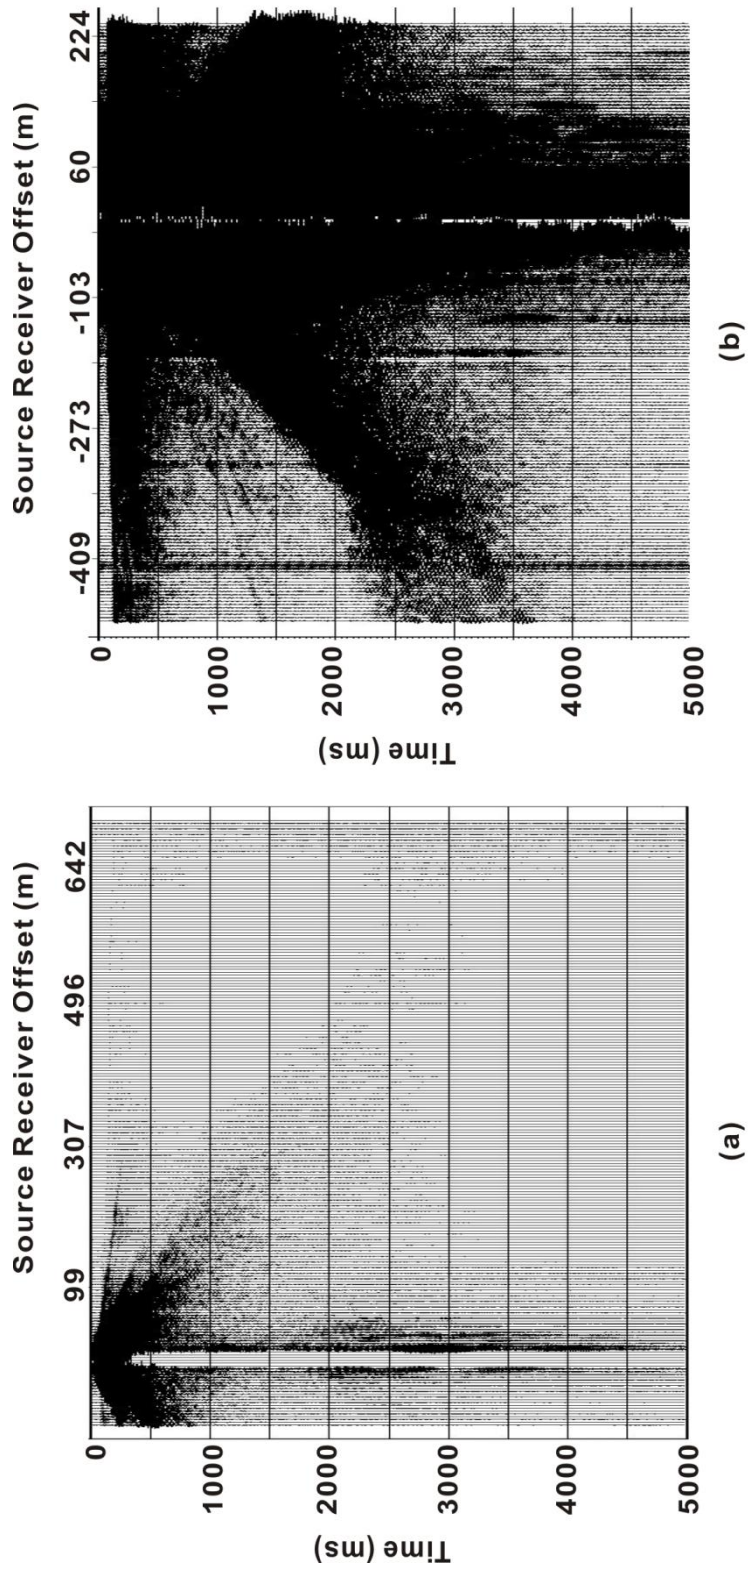 Source Receiver Offset (m)
99 307 496 642
Time (ms)
0
1000
2000
3000
4000
5000
(a)
Source Receiver Offset (m)
-409 -273 -103 60 224
Time (ms)
0
1000
2000
3000
4000
5000
(b)